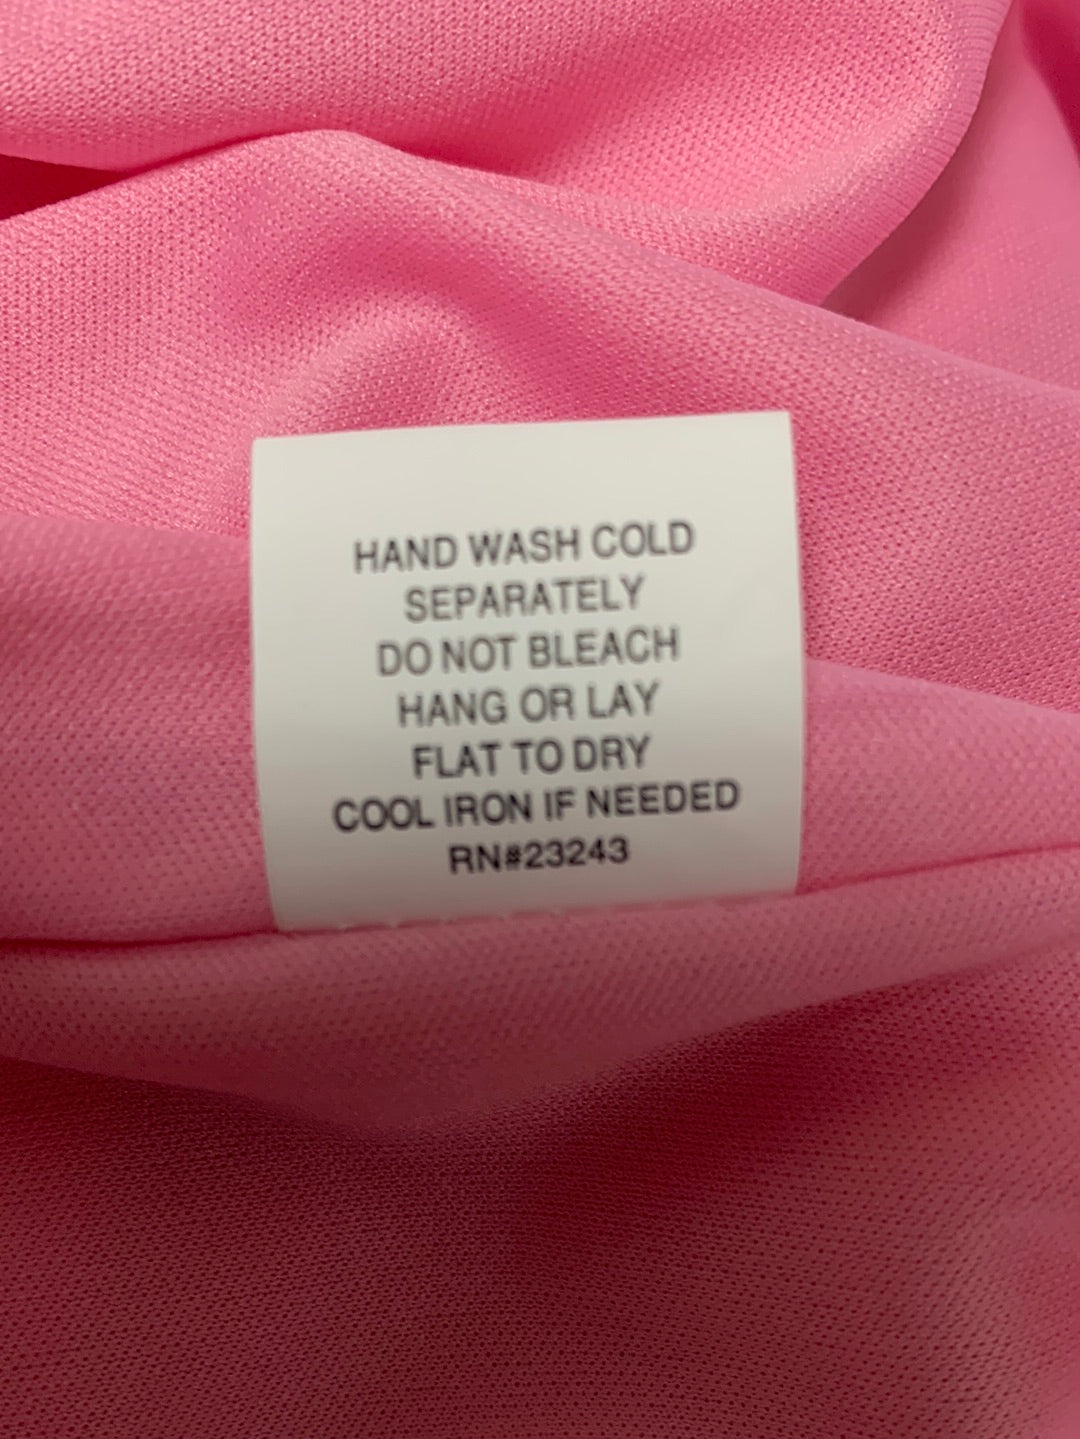 HAND WASH COLD
SEPARATELY
DO NOT BLEACH
HANG OR LAY
FLAT TO DRY
COOL IRON IF NEEDED
RN#23243